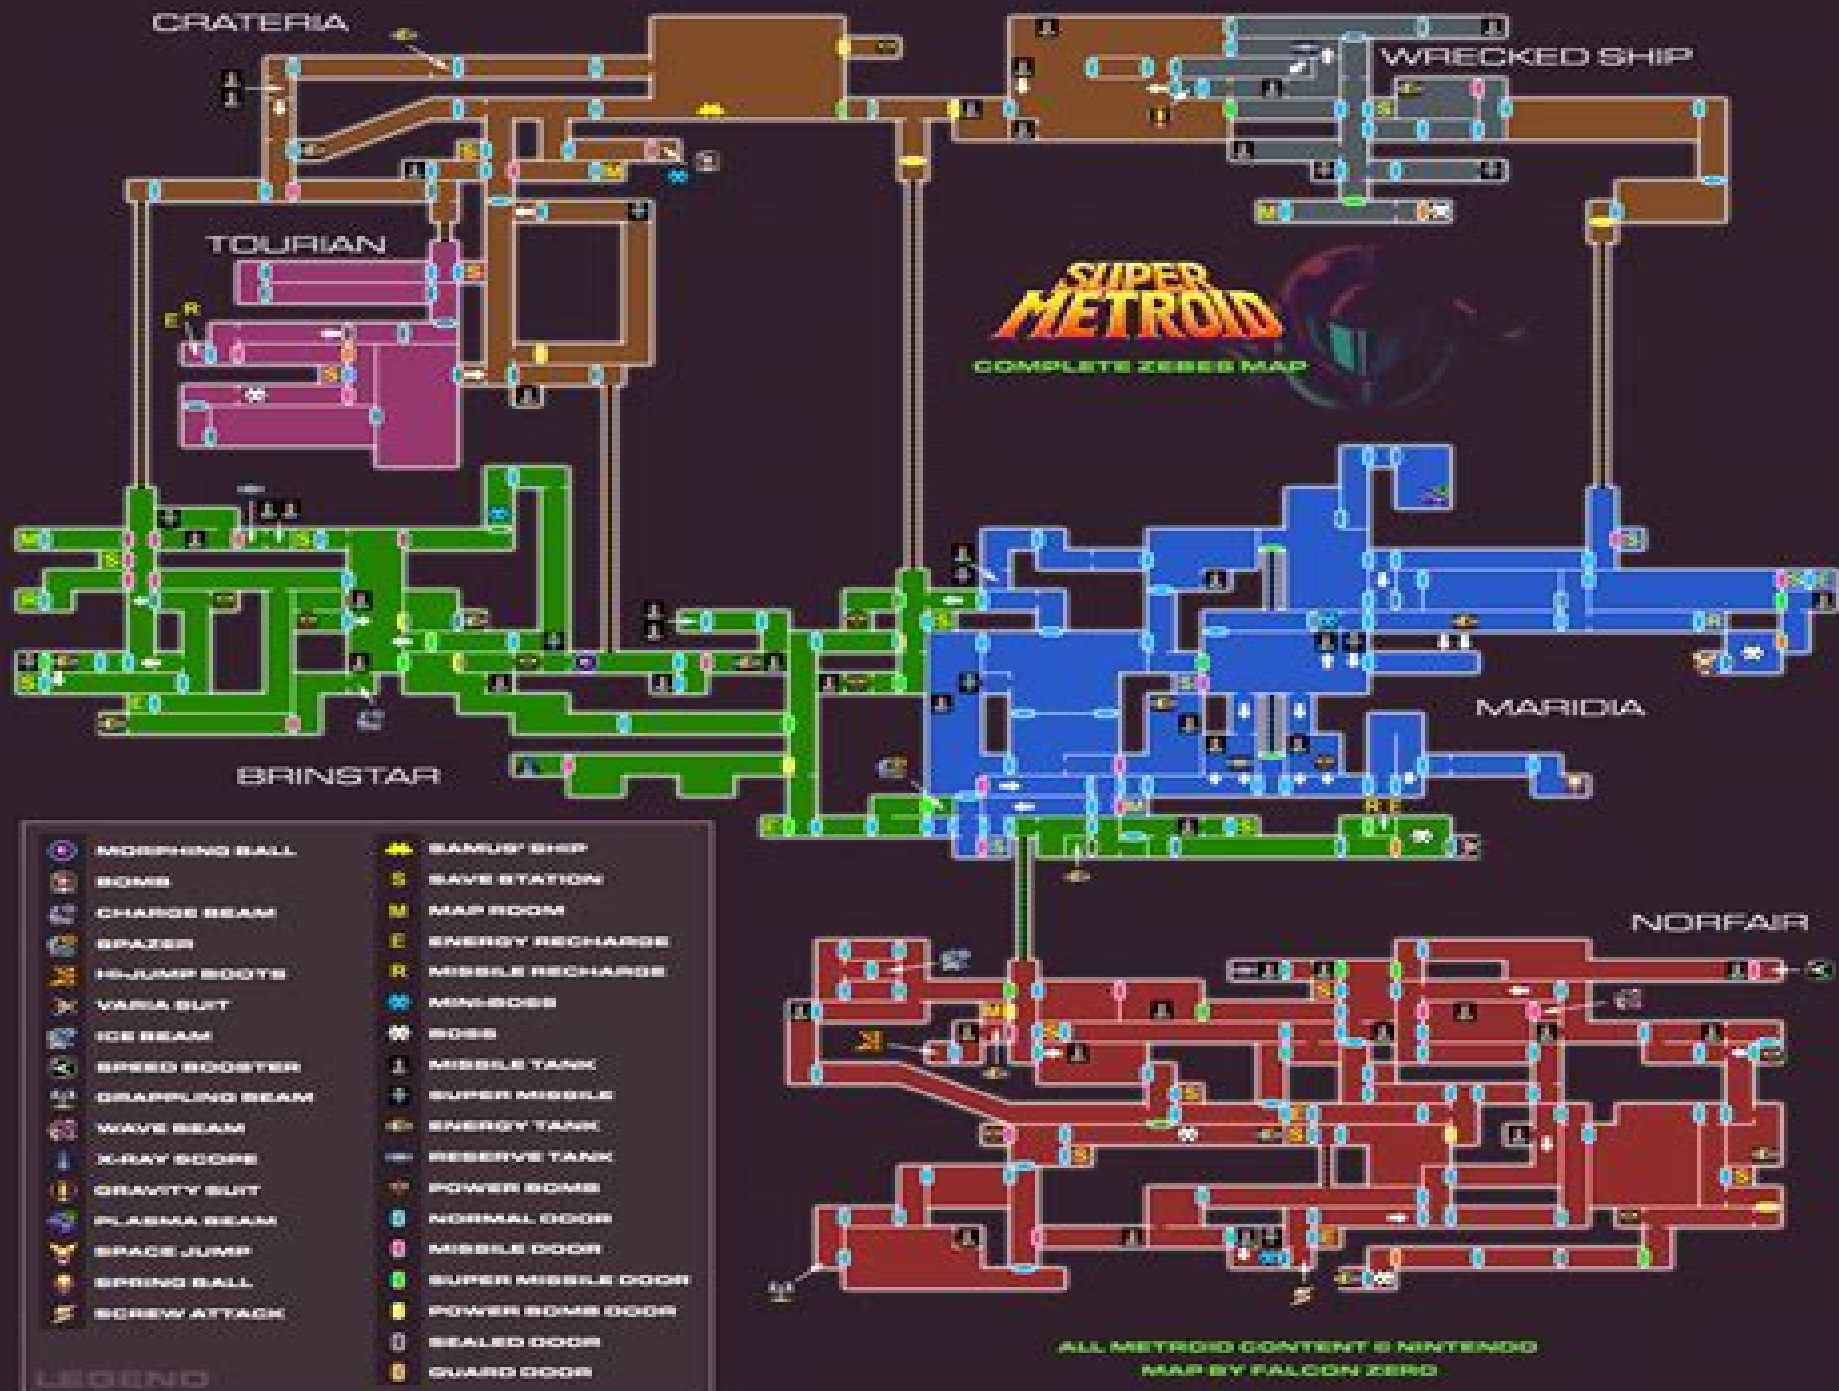 CRATERIA
WRECKED SHIP
TOURIAN
SUPER
METROID
COMPLETE ZEBES MAP
MARIDIA
BRINSTAR
NORFAIR
MORPHING BALL
BOMB
CHARGE BEAM
SPAZER
HI-JUMP BOOTS
VARIA SUIT
ICE BEAM
SPEED BOOSTER
GRAPPLING BEAM
WAVE BEAM
X-RAY SCOPE
GRAVITY SUIT
PLASMA BEAM
SPACE JUMP
SPRING BALL
SCREW ATTACK
SAMUS' SHIP
S SAVE STATION
M MAP ROOM
E ENERGY RECHARGE
R MISSILE RECHARGE
MINI-BOSS
BOSS
MISSILE TANK
SUPER MISSILE
ENERGY TANK
RESERVE TANK
POWER BOMB
NORMAL DOOR
MISSILE DOOR
SUPER MISSILE DOOR
POWER BOMB DOOR
SEALED DOOR
GUARD DOOR
LEGEND
ALL METROID CONTENT © NINTENDO
MAP BY FALCON ZERO